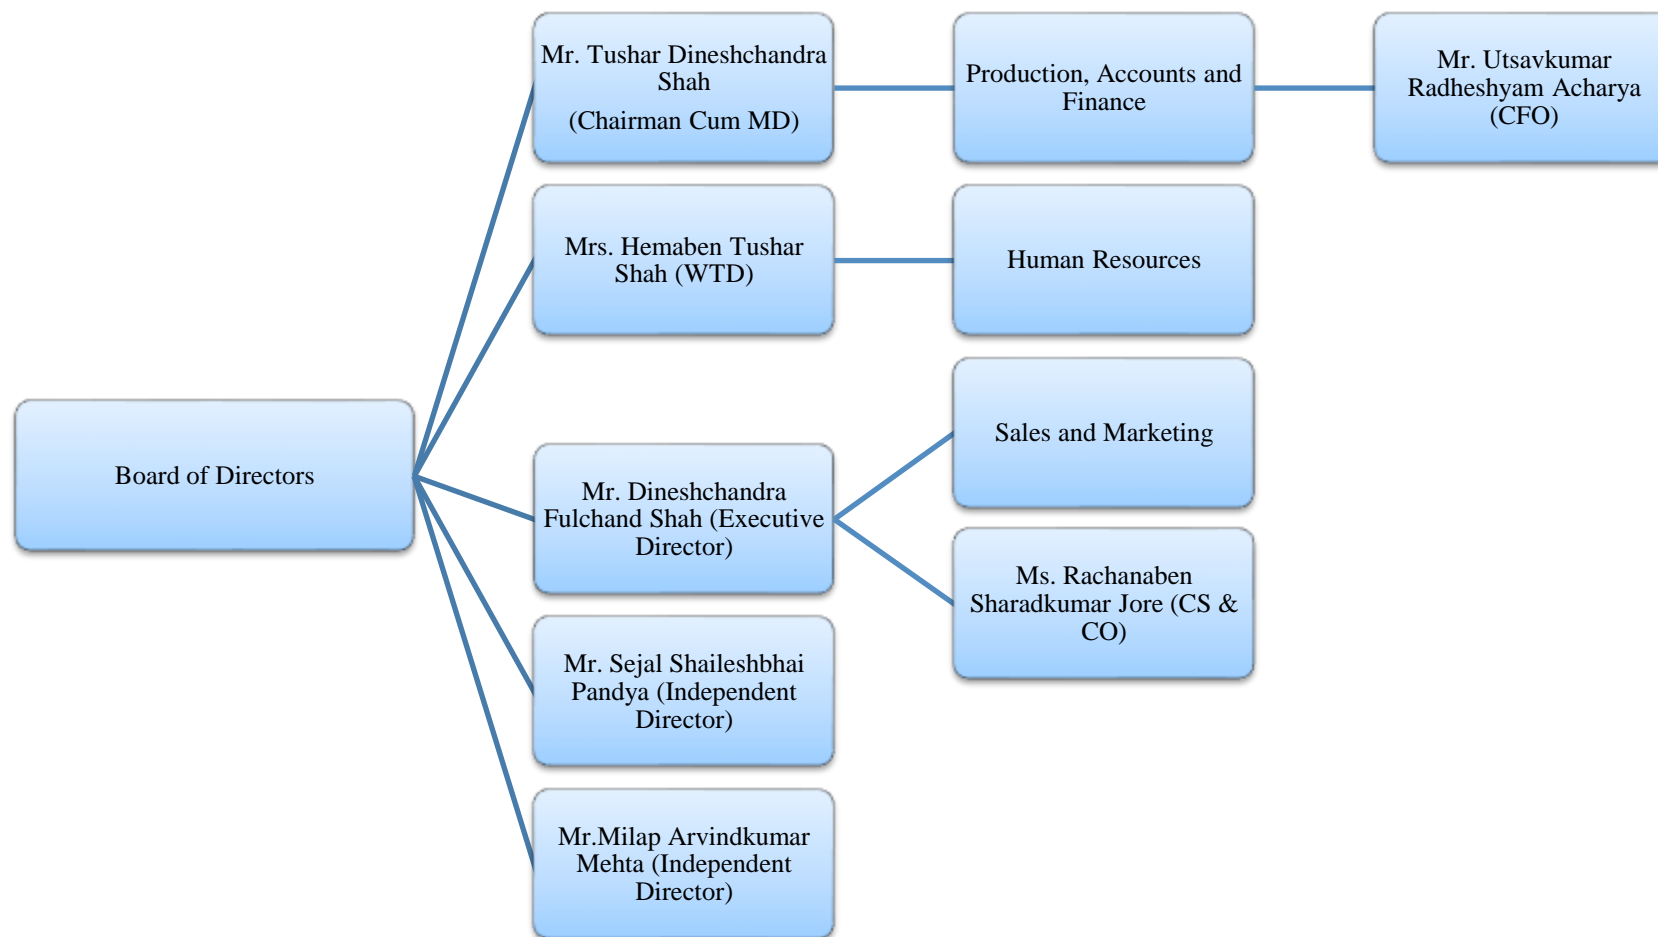 Mr. Tushar Dineshchandra
Shah
(Chairman Cum MD)
Production, Accounts and
Finance
Mr. Utsavkumar
Radheshyam Acharya
(CFO)
Mrs. Hemaben Tushar
Shah (WTD)
Human Resources
Board of Directors
Mr. Dineshchandra
Fulchand Shah (Executive
Director)
Sales and Marketing
Ms. Rachanaben
Sharadkumar Jore (CS &
CO)
Mr. Sejal Shaileshbhai
Pandya (Independent
Director)
Mr.Milap Arvindkumar
Mehta (Independent
Director)